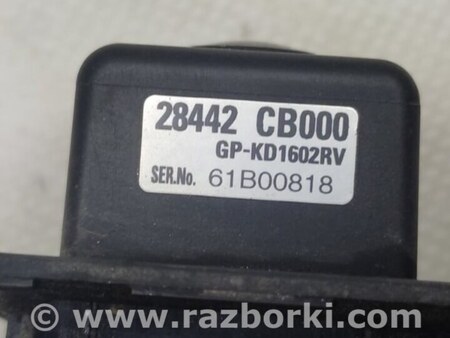 28442 CB000
GP-KD1602RV
SER.No. 61B00818
© www.razborki.com